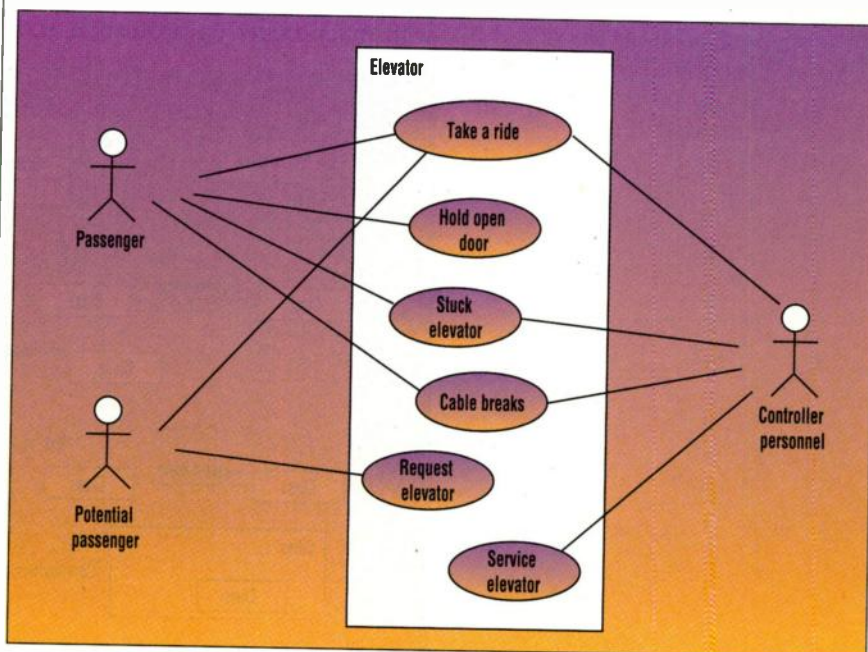 Elevator
Take a ride
Hold open
door
Passenger
Stuck
elevator
Cable breaks
Controller
personnel
Request
elevator
Potential
passenger
Service
elevator